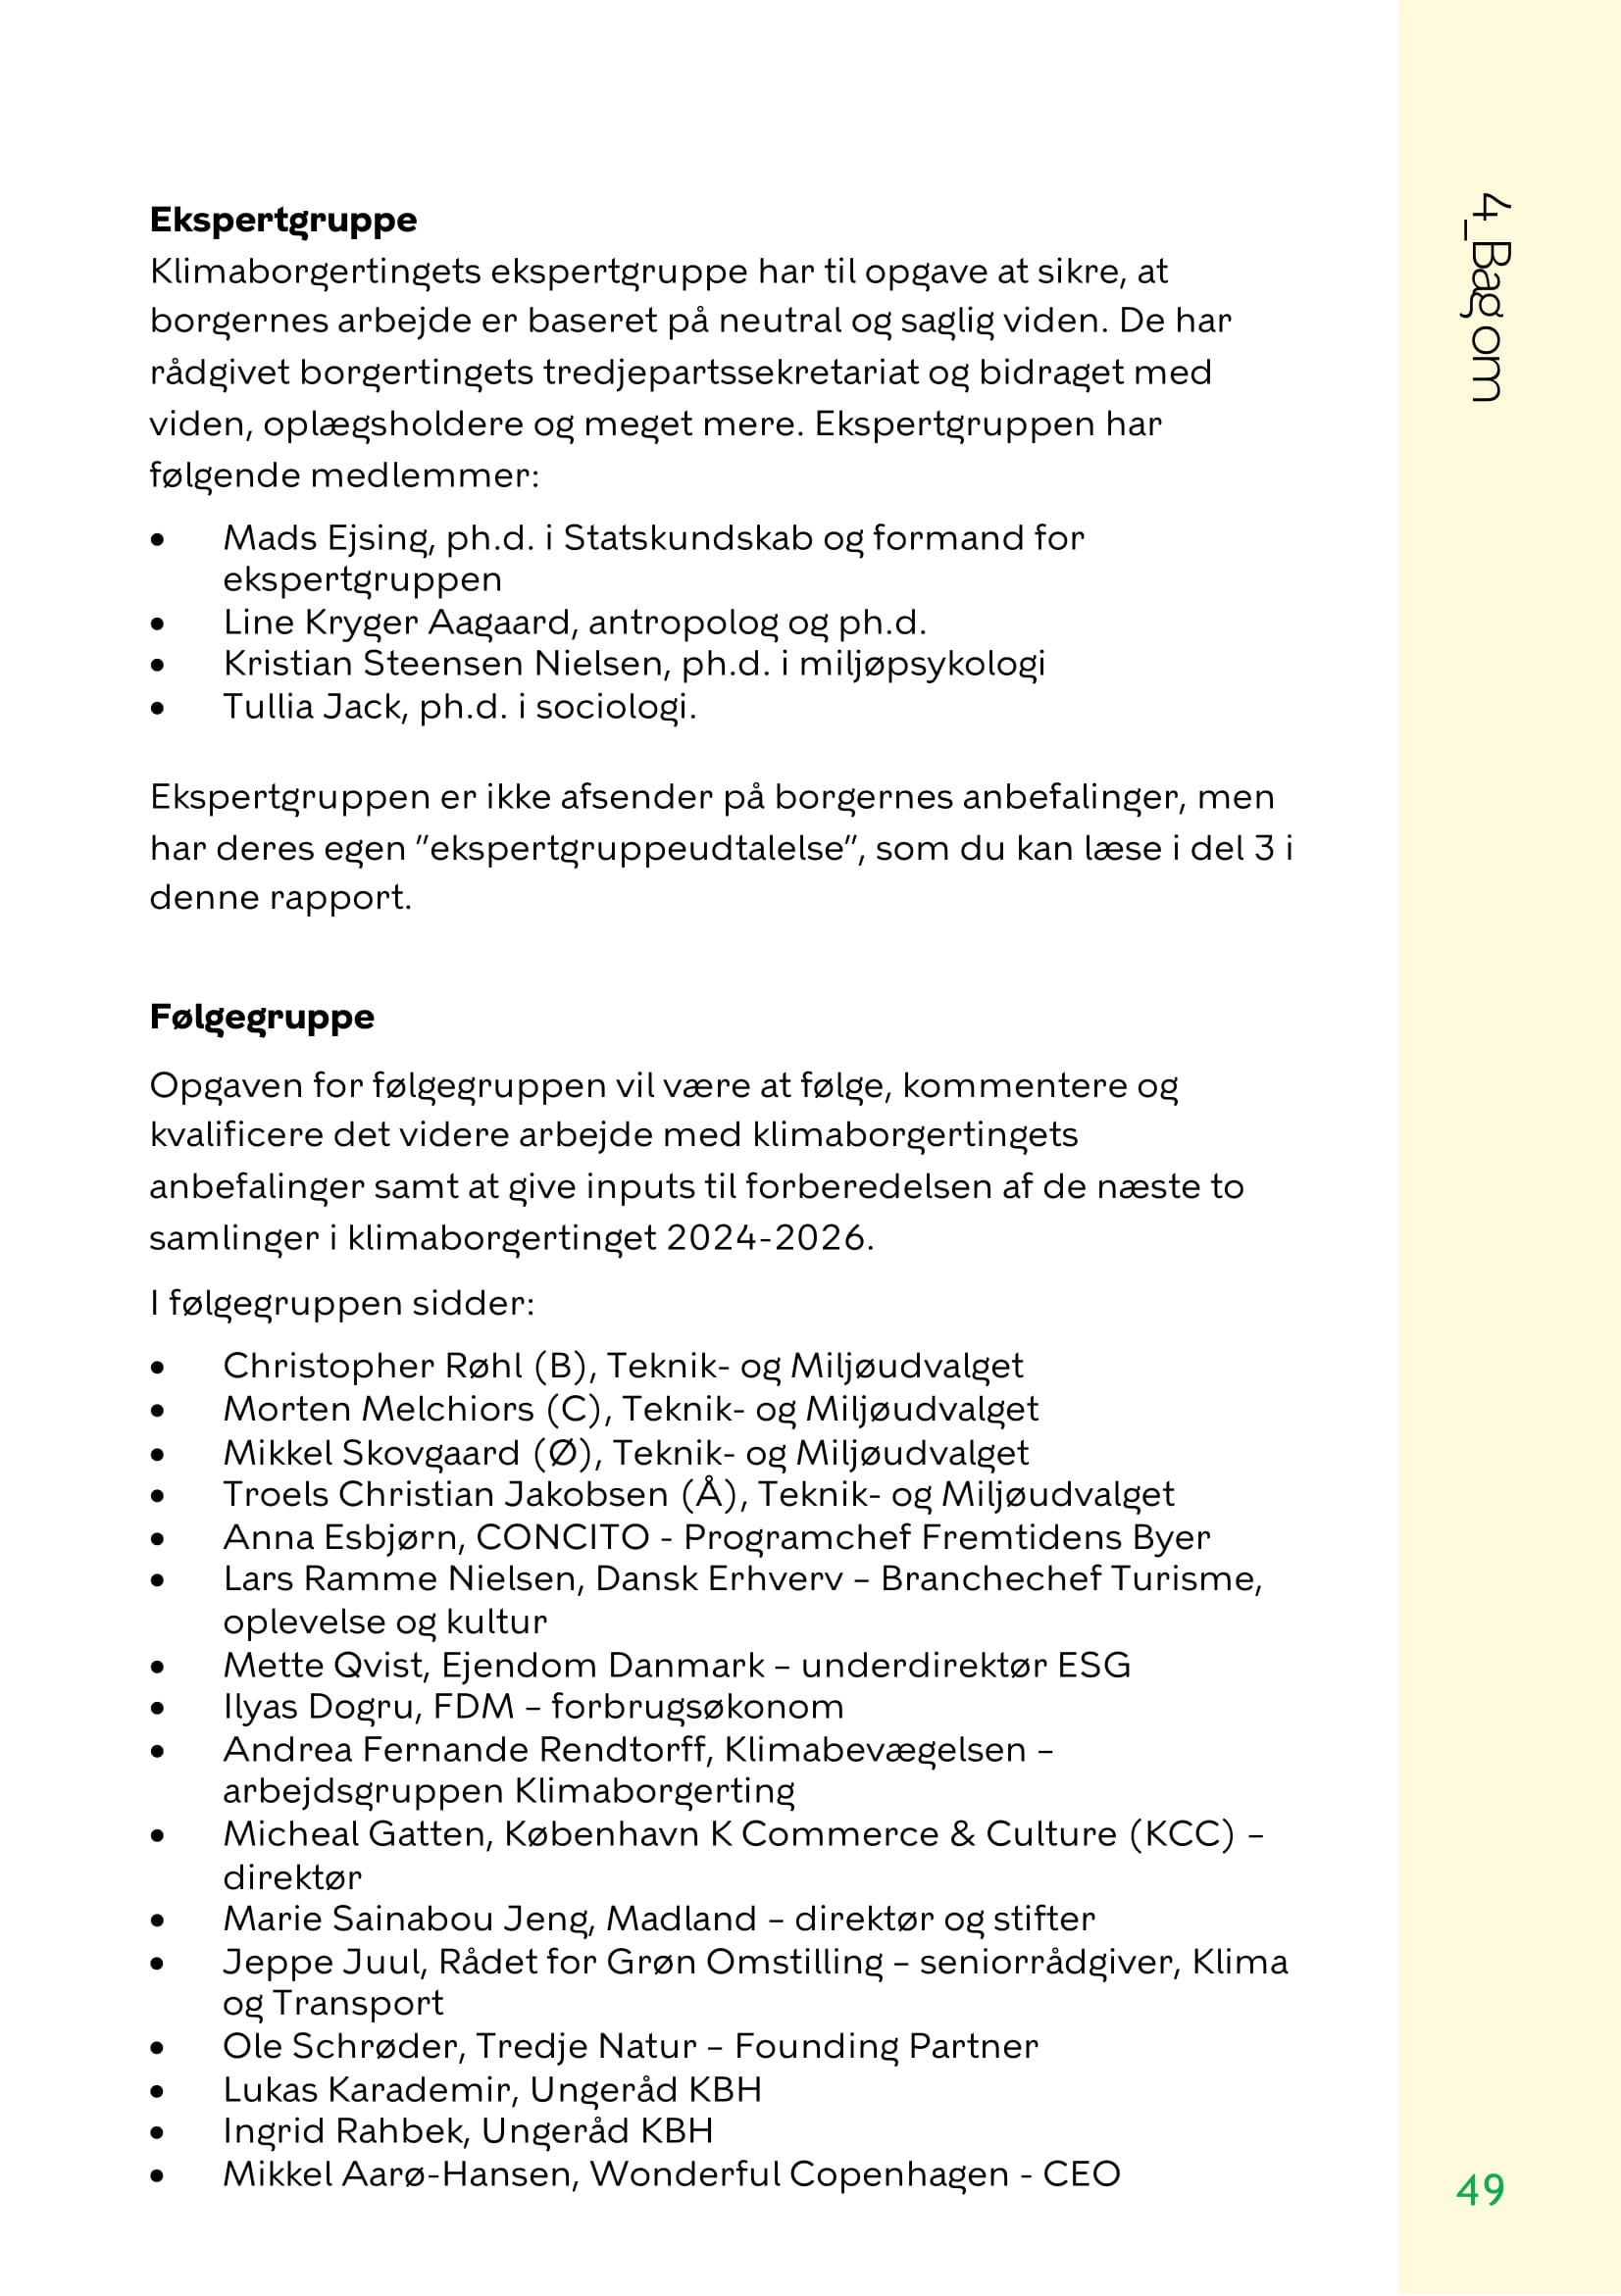 Ekspertgruppe
Klimaborgertingets ekspertgruppe har til opgave at sikre, at
borgernes arbejde er baseret på neutral og saglig viden. De har
rådgivet borgertingets tredjepartssekretariat og bidraget med
viden, oplægsholdere og meget mere. Ekspertgruppen har
følgende medlemmer:
• Mads Ejsing, ph.d. i Statskundskab og formand for
ekspertgruppen
• Line Kryger Aagaard, antropolog og ph.d.
• Kristian Steensen Nielsen, ph.d. i miljøpsykologi
• Tullia Jack, ph.d. i sociologi.
Ekspertgruppen er ikke afsender på borgernes anbefalinger, men
har deres egen ”ekspertgruppeudtalelse”, som du kan læse i del 3 i
denne rapport.
Følgegruppe
Opgaven for følgegruppen vil være at følge, kommentere og
kvalificere det videre arbejde med klimaborgertingets
anbefalinger samt at give inputs til forberedelsen af de næste to
samlinger i klimaborgertinget 2024-2026.
I følgegruppen sidder:
• Christopher Røhl (B), Teknik- og Miljøudvalget
• Morten Melchiors (C), Teknik- og Miljøudvalget
• Mikkel Skovgaard (Ø), Teknik- og Miljøudvalget
• Troels Christian Jakobsen (Å), Teknik- og Miljøudvalget
• Anna Esbjørn, CONCITO - Programchef Fremtidens Byer
• Lars Ramme Nielsen, Dansk Erhverv – Branchechef Turisme,
oplevelse og kultur
• Mette Qvist, Ejendom Danmark – underdirektør ESG
• Ilyas Dogru, FDM – forbrugsøkonom
• Andrea Fernande Rendtorff, Klimabevægelsen –
arbejdsgruppen Klimaborgerting
• Micheal Gatten, København K Commerce & Culture (KCC) –
direktør
• Marie Sainabou Jeng, Madland – direktør og stifter
• Jeppe Juul, Rådet for Grøn Omstilling – seniorrådgiver, Klima
og Transport
• Ole Schrøder, Tredje Natur – Founding Partner
• Lukas Karademir, Ungeråd KBH
• Ingrid Rahbek, Ungeråd KBH
• Mikkel Aarø-Hansen, Wonderful Copenhagen - CEO
4_Bag om
49